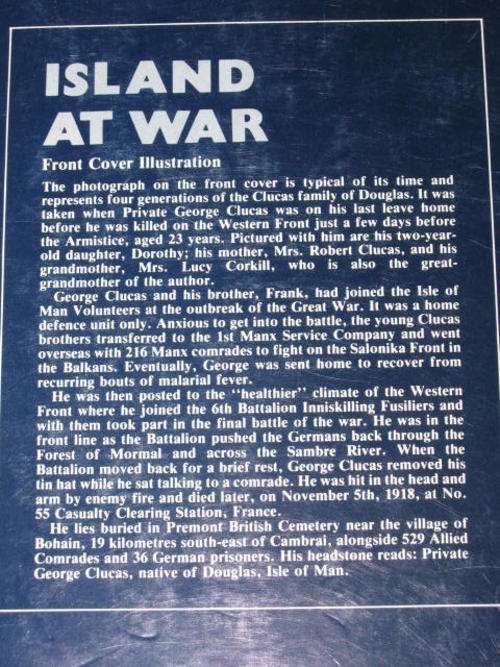 ISLAND
AT WAR
Front Cover Illustration
The photograph on the front cover is typical of its time and
represents four generations of the Clucas family of Douglas. It was
taken when Private George Clucas was on his last leave home
before he was killed on the Western Front just a few days before
the Armistice, aged 23 years. Pictured with him are his two-year-
old daughter, Dorothy; his mother, Mrs. Robert Clucas, and his
grandmother, Mrs. Lucy Corkill, who is also the great-
grandmother of the author.
George Clucas and his brother, Frank, had joined the Isle of
Man Volunteers at the outbreak of the Great War. It was a home
defence unit only. Anxious to get into the battle, the young Clucas
brothers transferred to the 1st Manx Service Company and went
overseas with 216 Manx comrades to fight on the Salonika Front in
the Balkans. Eventually, George was sent home to recover from
recurring bouts of malarial fever.
He was then posted to the "healthier" climate of the Western
Front where he joined the 6th Battalion Inniskilling Fusiliers and
with them took part in the final battle of the war. He was in the
front line as the Battalion pushed the Germans back through the
Forest of Mormal and across the Sambre River. When the
Battalion moved back for a brief rest, George Clucas removed his
tin hat while he sat talking to a comrade. He was hit in the head and
arm by enemy fire and died later, on November 5th, 1918, at No.
55 Casualty Clearing Station, France.
He lies buried in Premont British Cemetery near the village of
Bohain, 19 kilometres south-east of Cambrai, alongside 529 Allied
Comrades and 36 German prisoners. His headstone reads: Private
George Clucas, native of Douglas, Isle of Man.